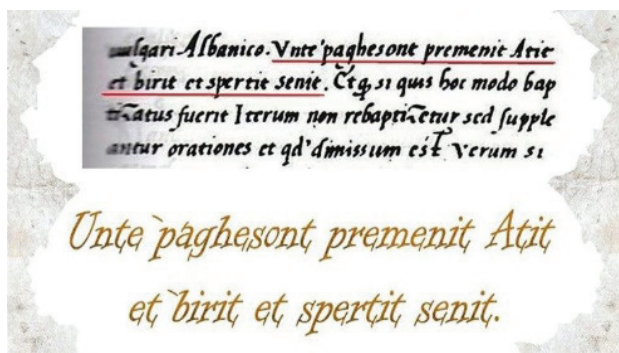 vulgari Albanico. Vnte'paghesont premenit Atit
et birit et spertit senit. Et q, si quis hoc modo bap
tizatus fuerit Iterum non rebaptizetur sed supple
antur orationes et qd' dimissum est. Verum si
Unte`paghesont premenit Atit
et`birit et spertit senit.